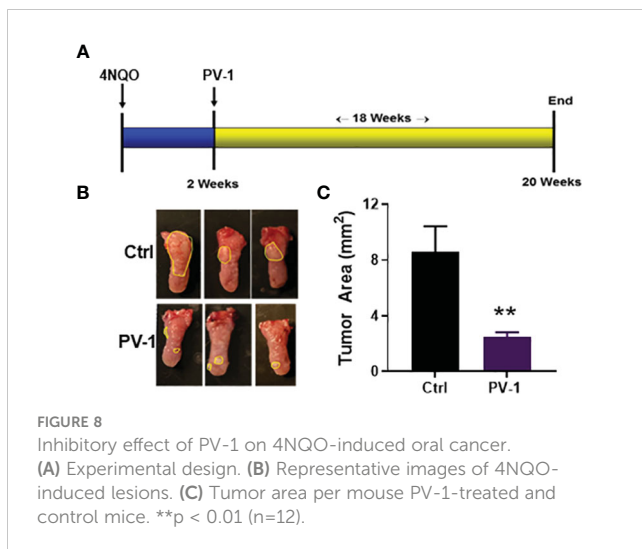 A
4NQO
PV-1
End
←18 Weeks→
2 Weeks
20 Weeks
B
Ctrl
PV-1
C
Tumor Area (mm²)
12
8
4
0
**
Ctrl
PV-1
FIGURE 8
Inhibitory effect of PV-1 on 4NQO-induced oral cancer.
(A) Experimental design. (B) Representative images of 4NQO-
induced lesions. (C) Tumor area per mouse PV-1-treated and
control mice. **p < 0.01 (n=12).